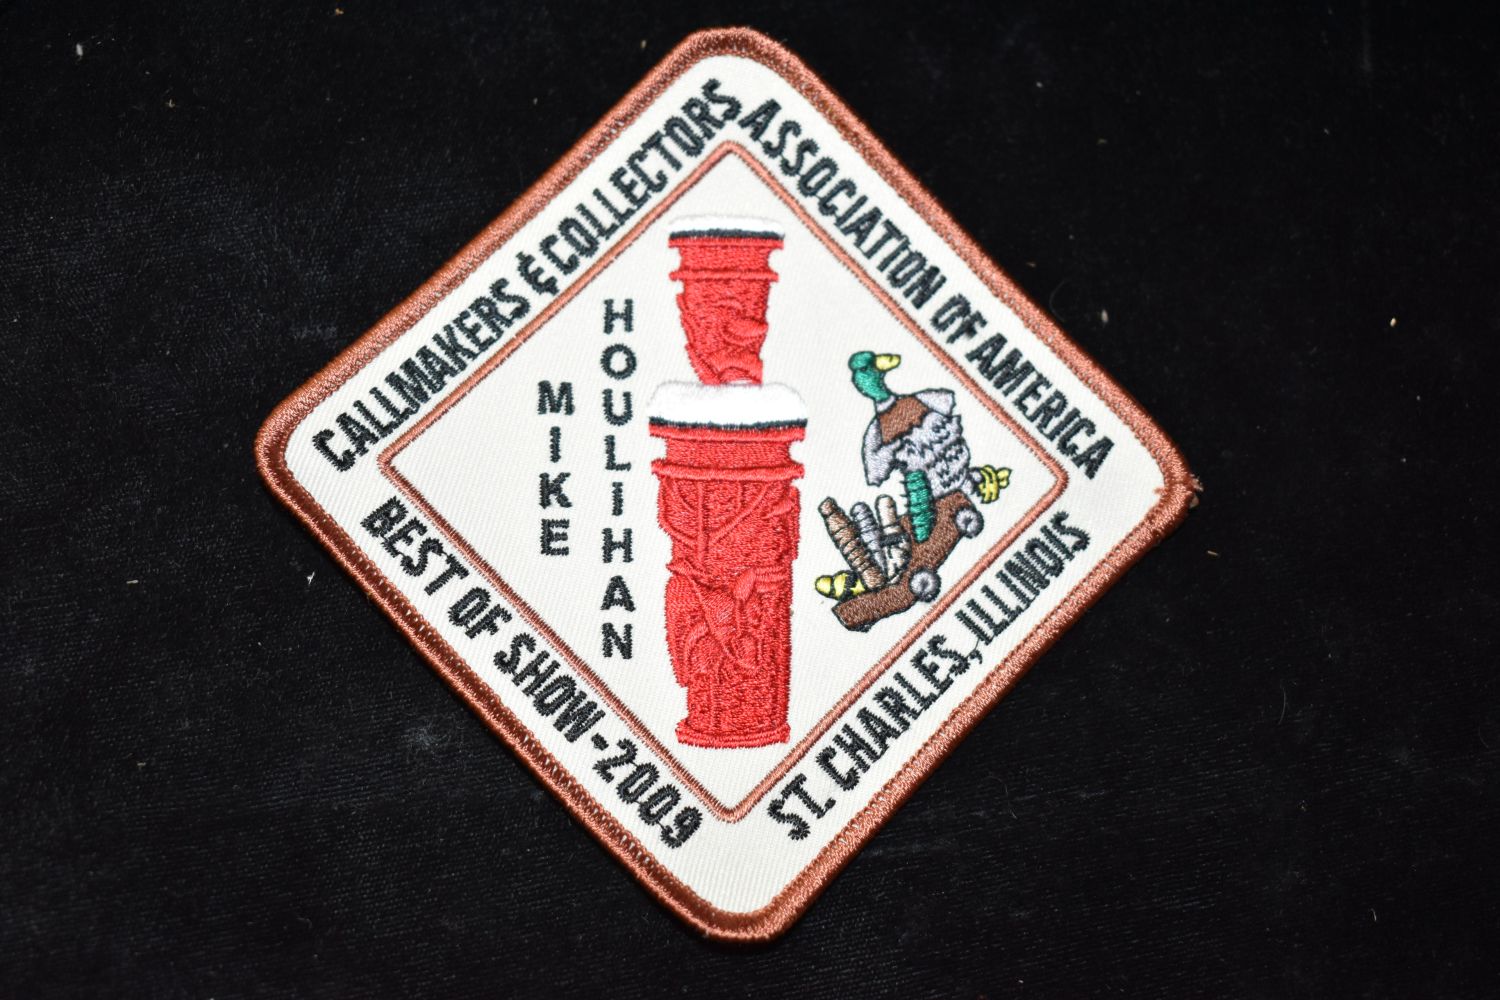 CALLMAKERS & COLLECTORS
ASSOCIATION OF AMERICA
MIKE
HOULIHAN
BEST OF SHOW-2009
ST. CHARLES, ILLINOIS